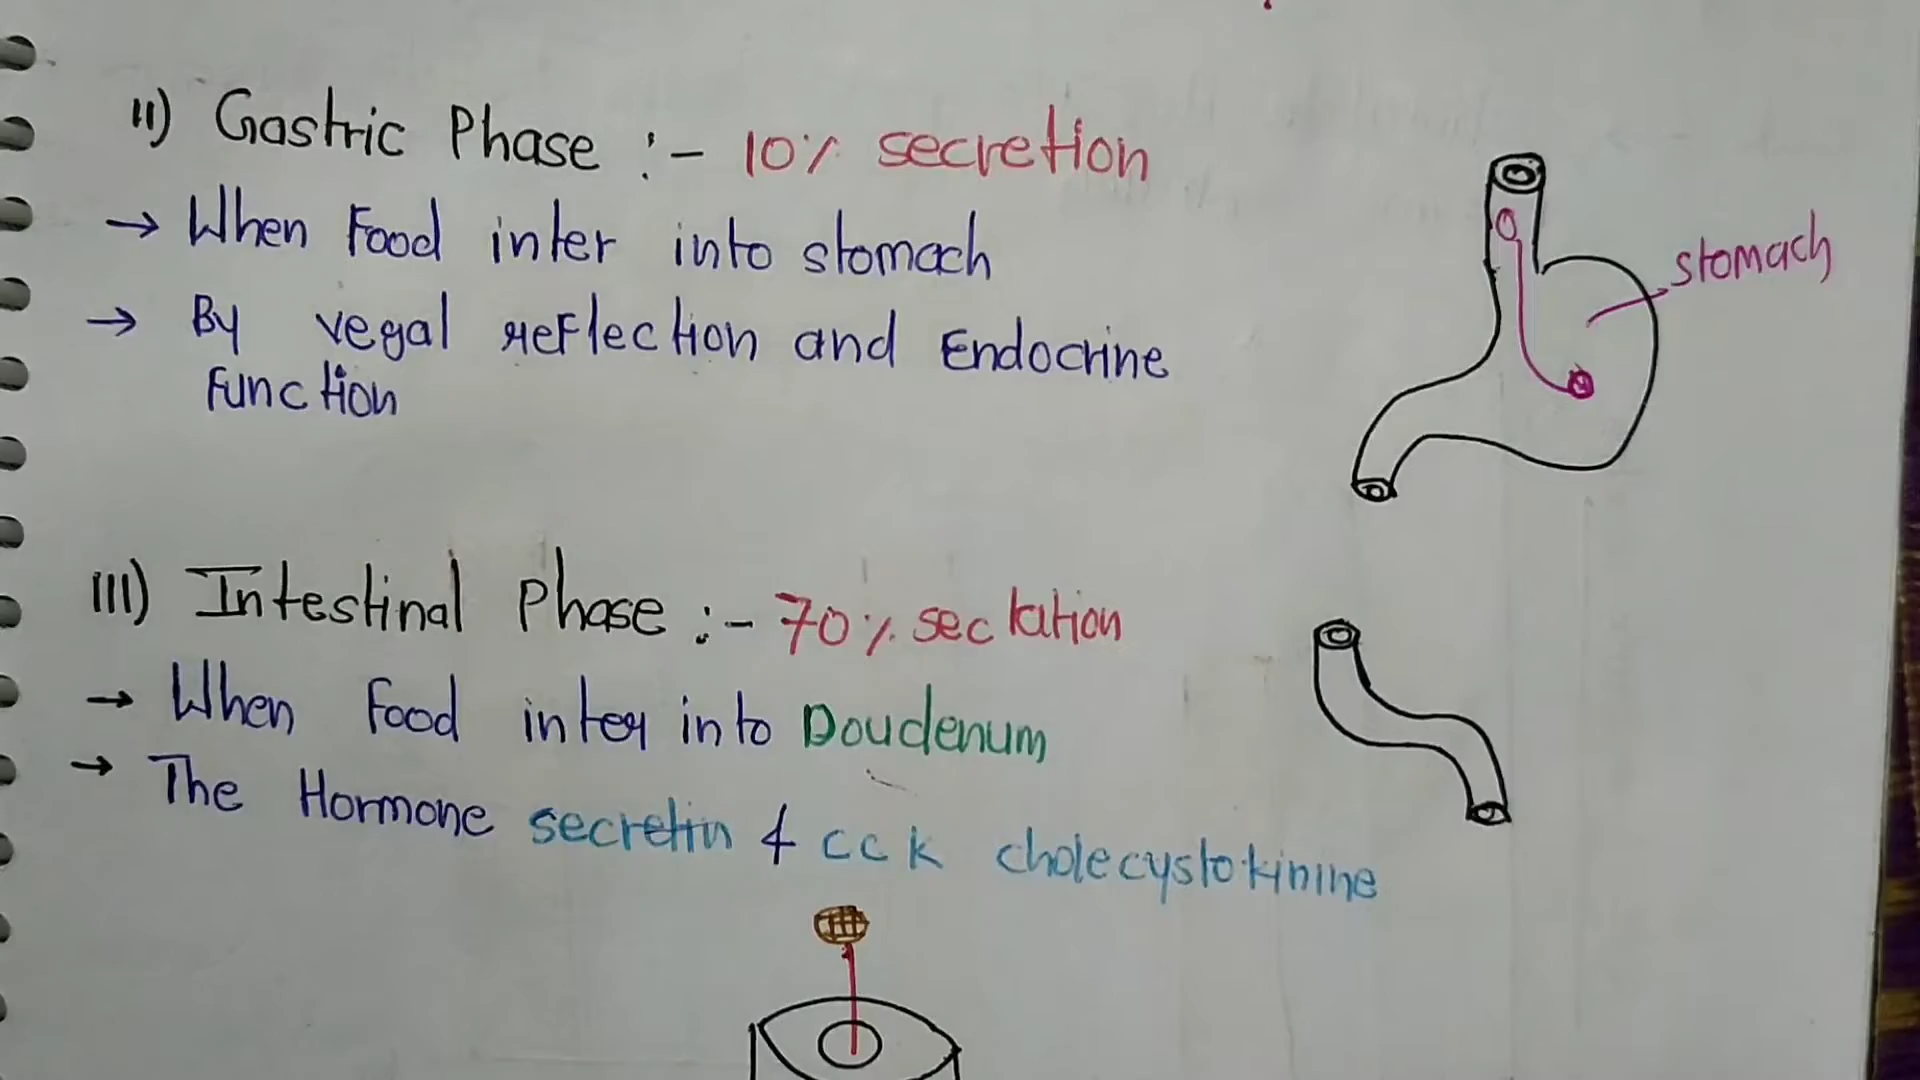 II) Gastric Phase :- 10% secretion
→ When Food inter into stomach
→ By vegal reflection and Endocrine
Function
stomach
III) Intestinal Phase :- 70% sectation
→ When Food inter into Doudenum
→ The Hormone secretin & CCK cholecystokinine